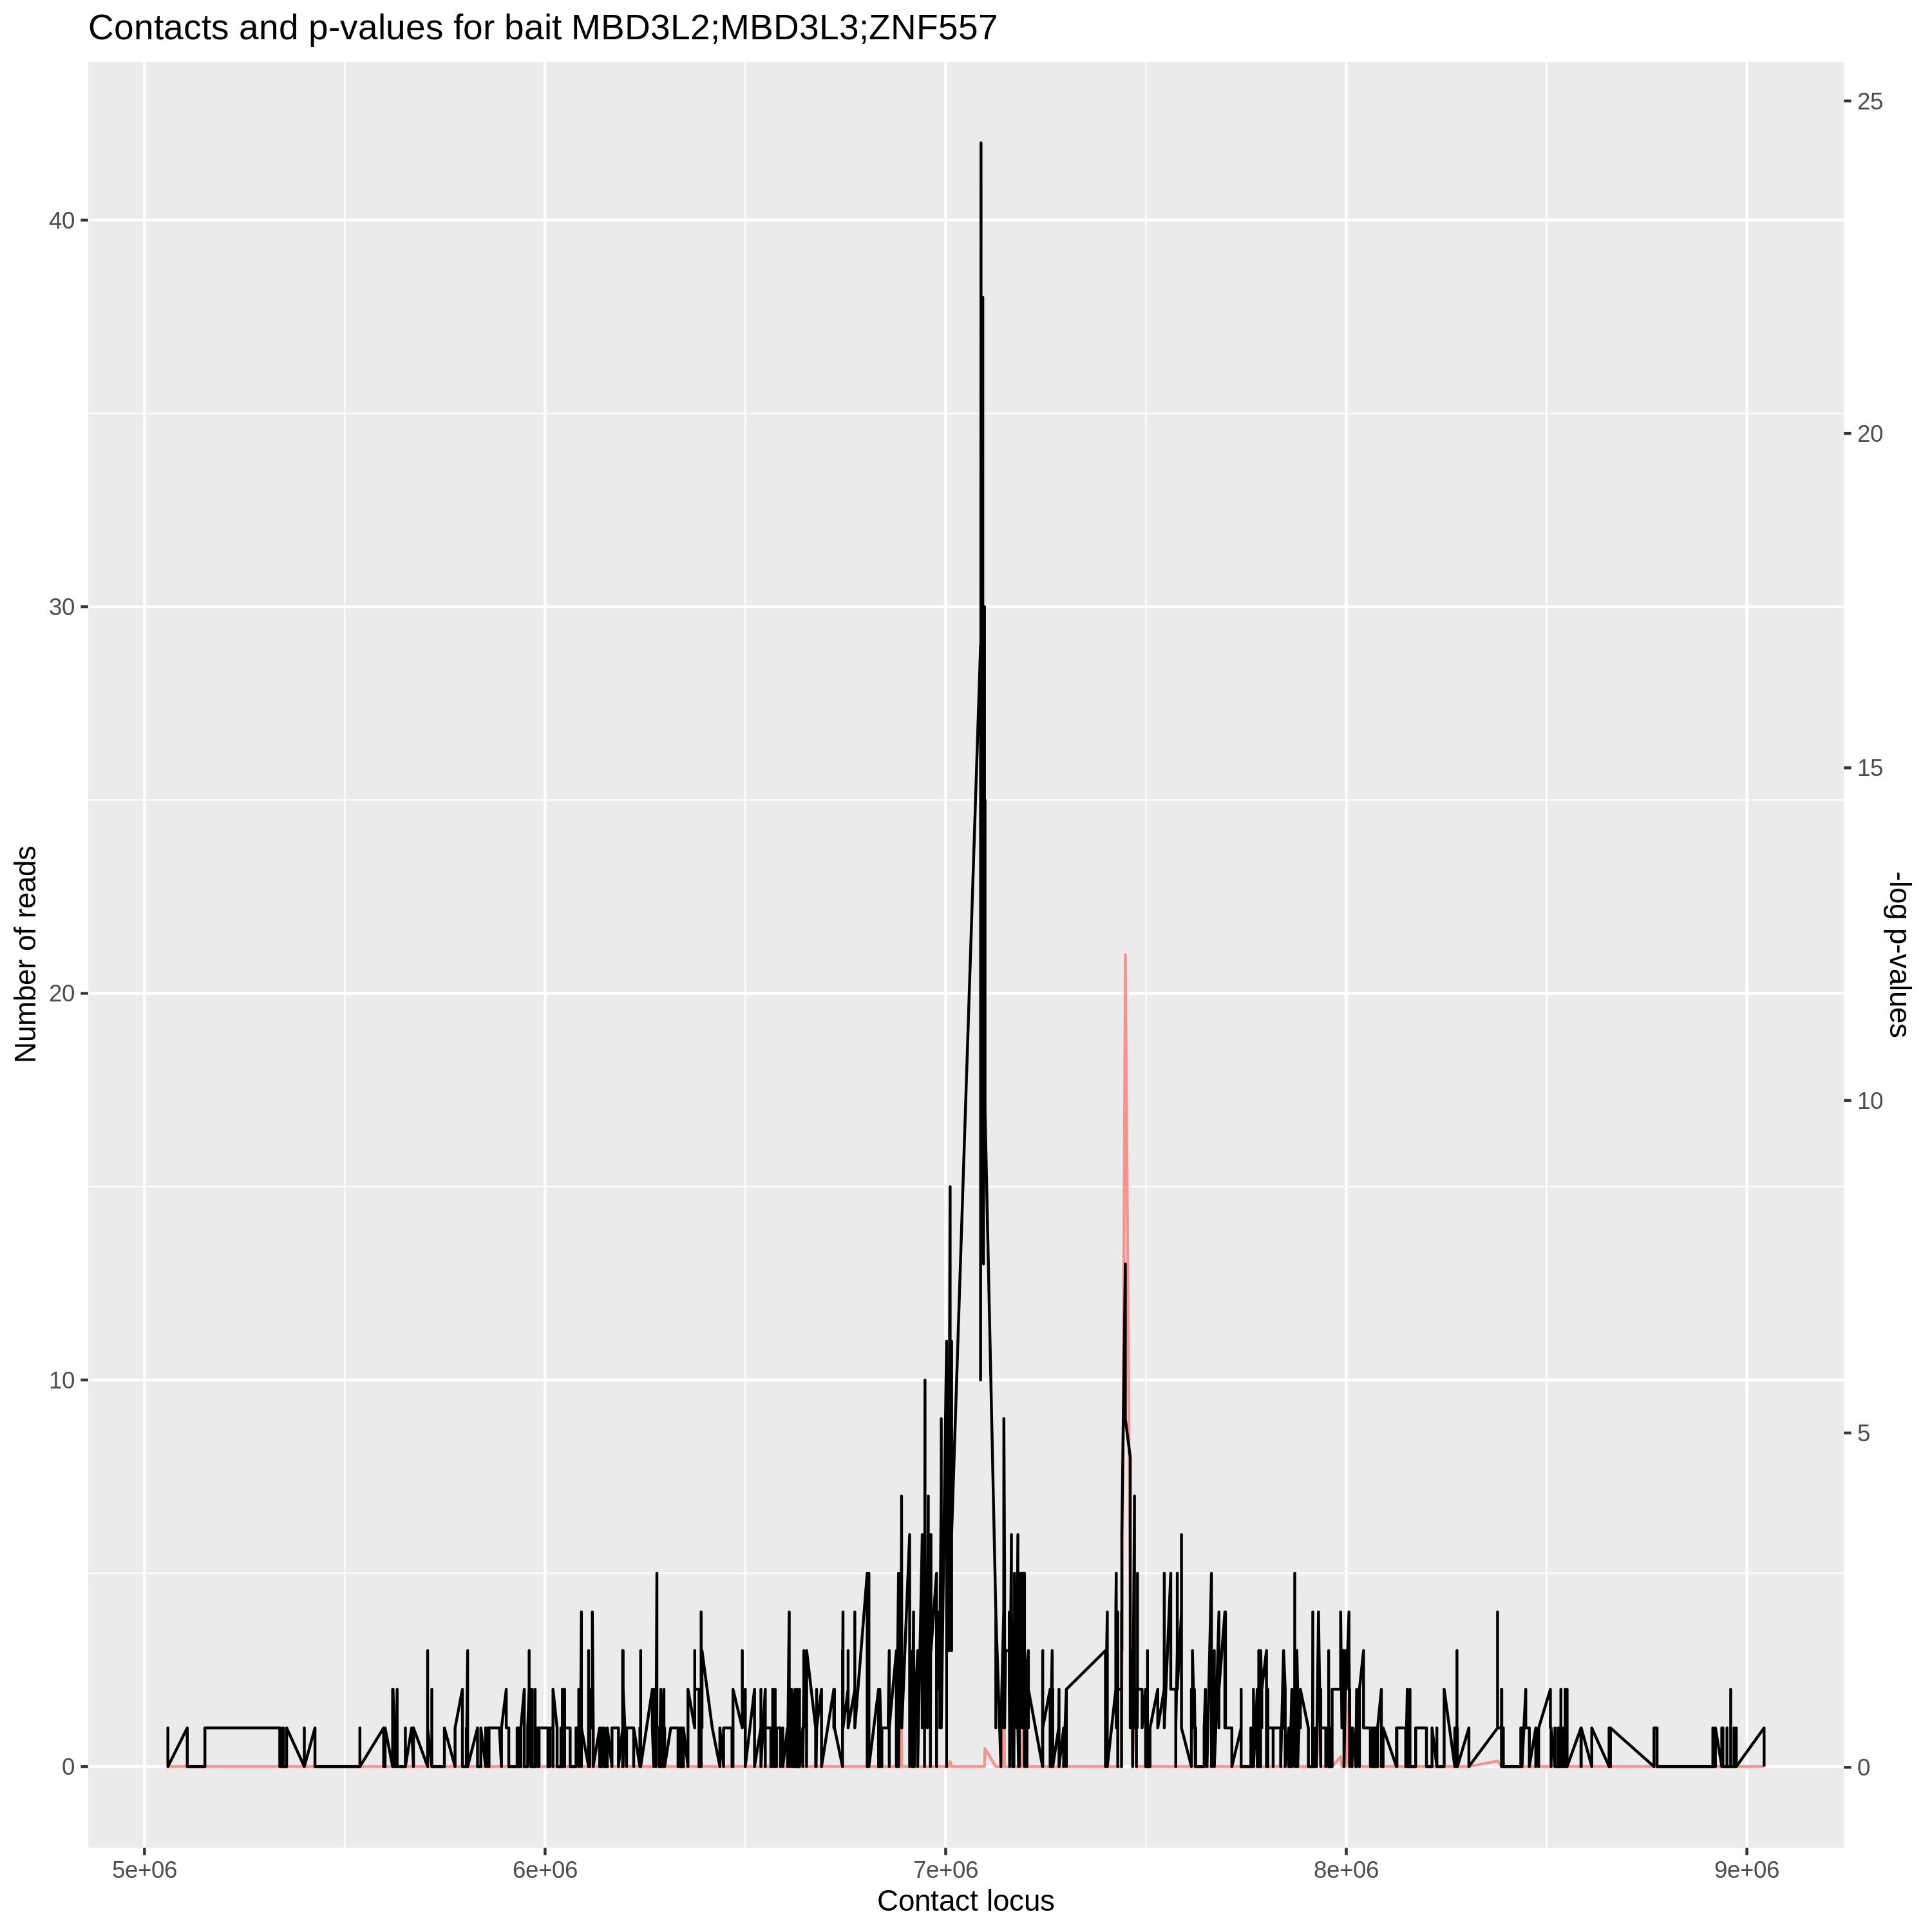 Contacts and p-values for bait MBD3L2;MBD3L3;ZNF557
Number of reads
40
30
20
10
0
25
20
15
10
5
0
-log p-values
5e+06
6e+06
7e+06
8e+06
9e+06
Contact locus